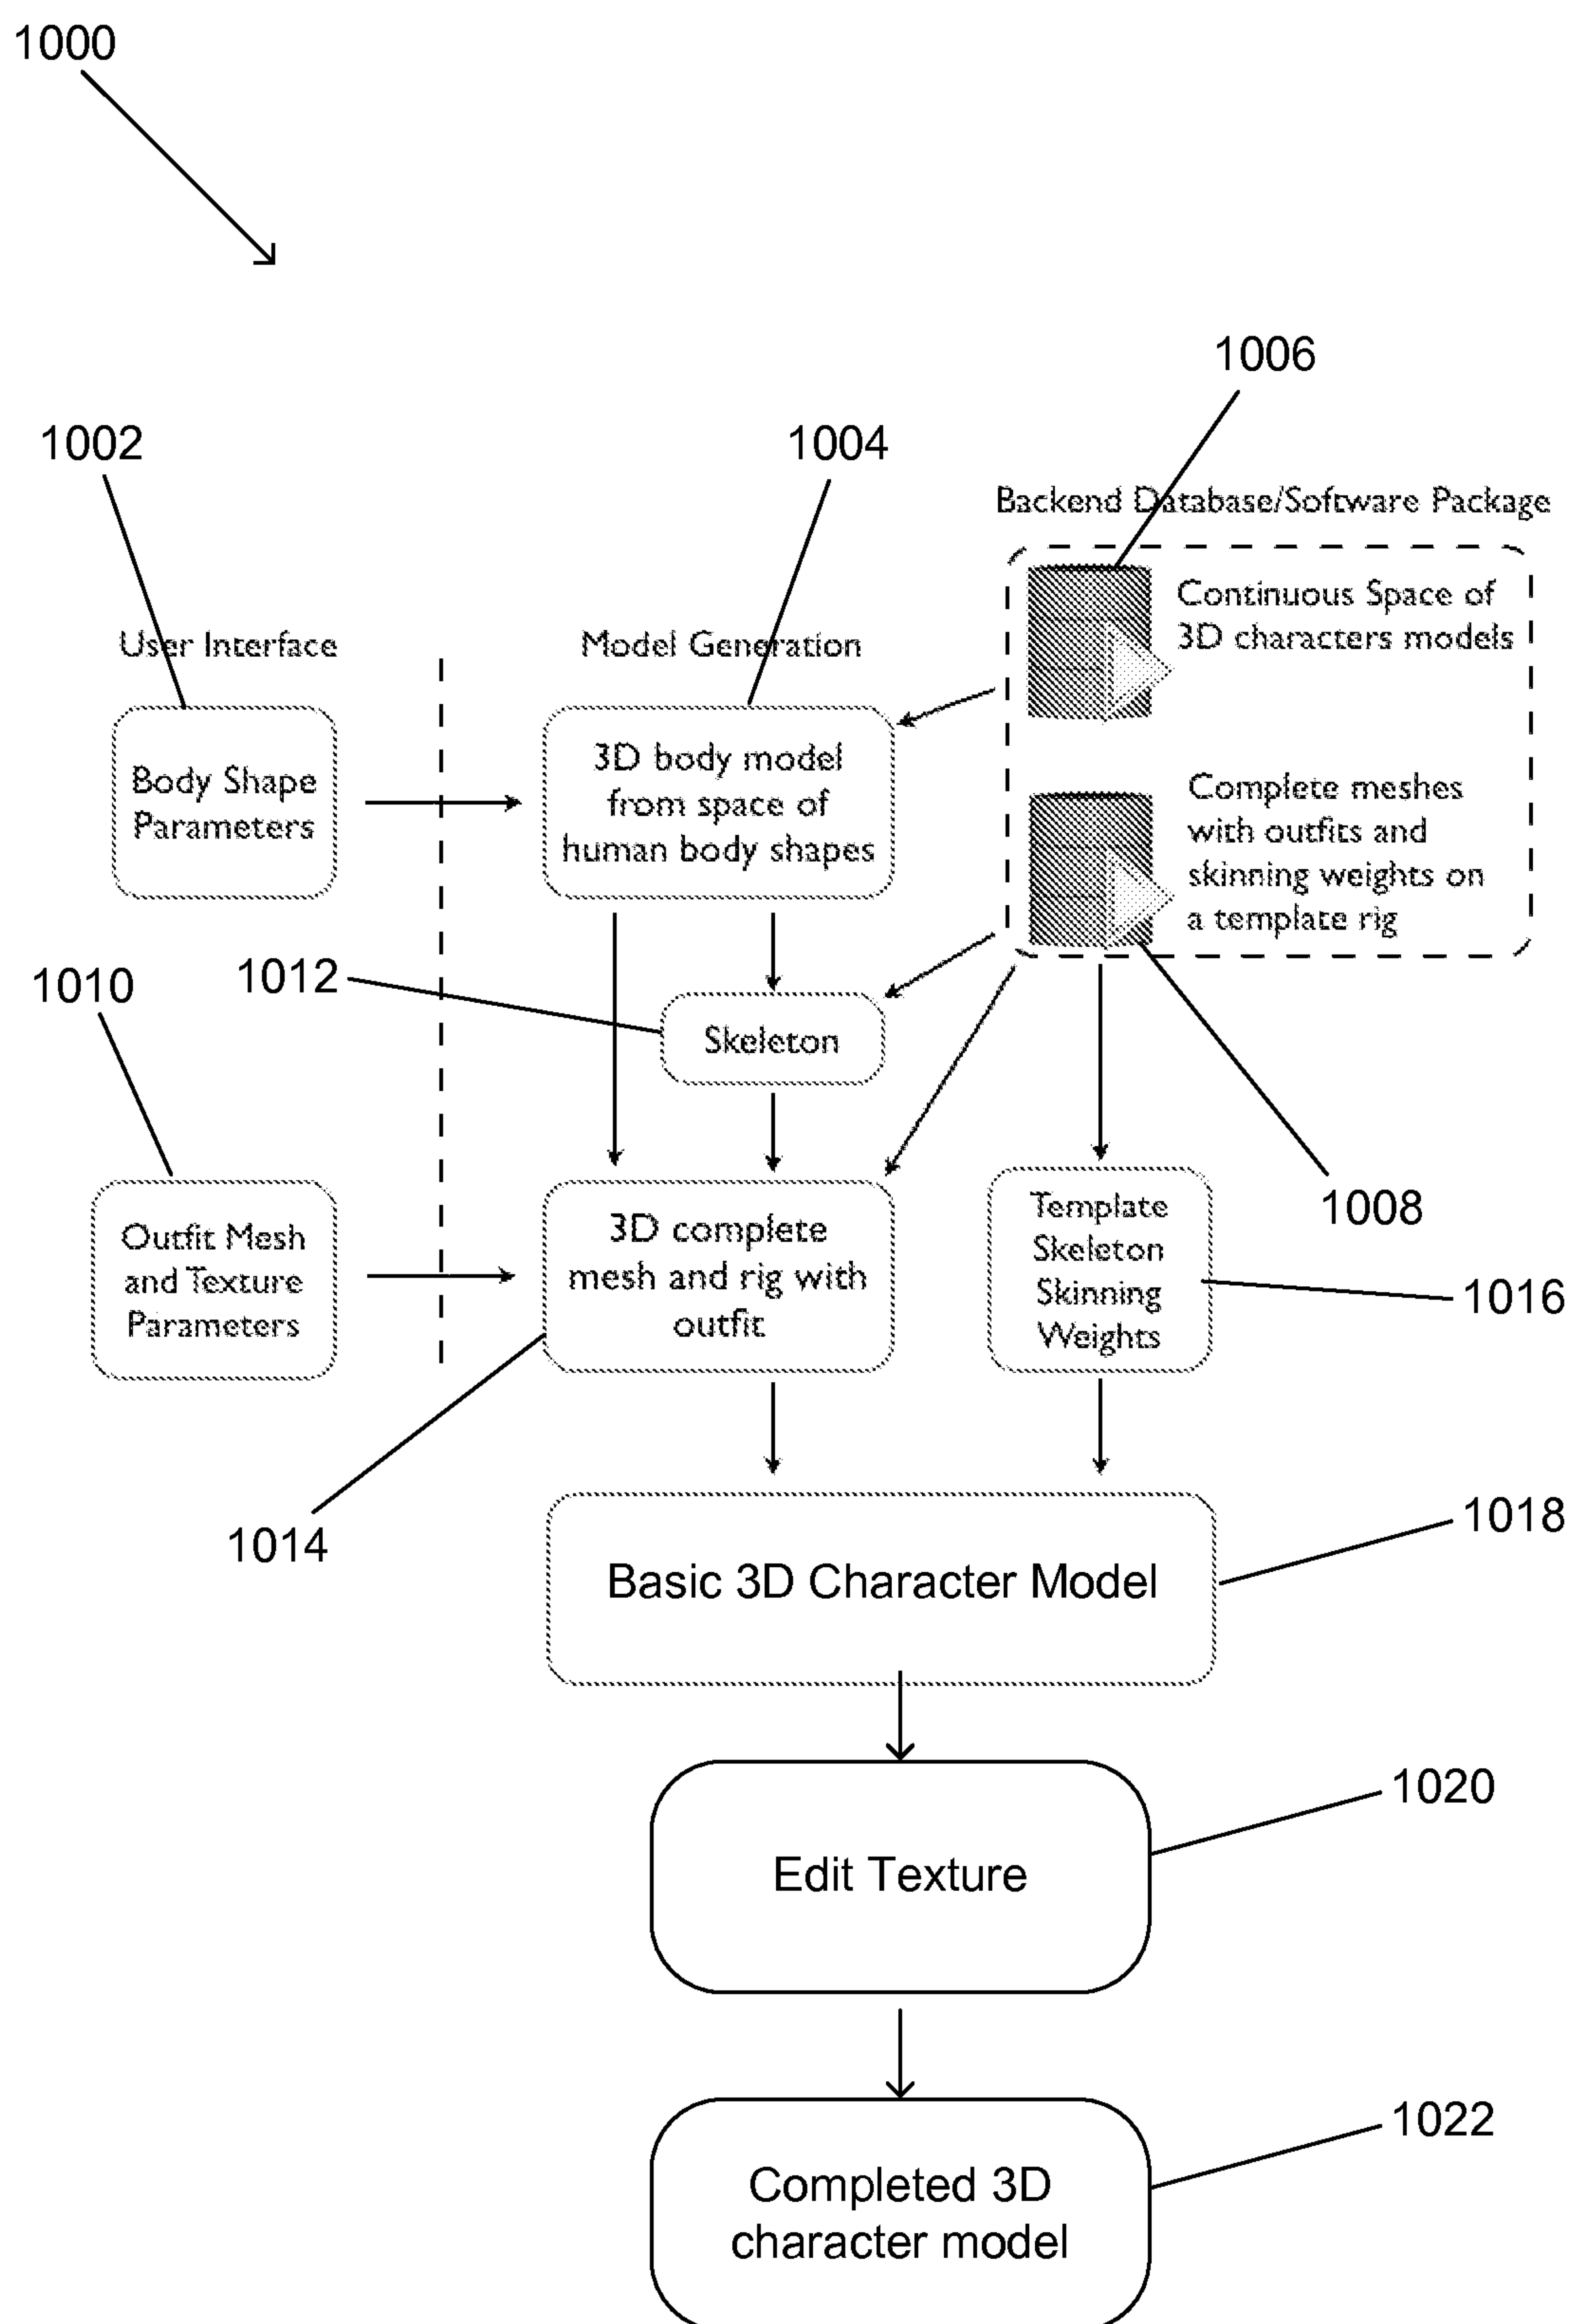 1000
1006
1002
1004
Backend Database/Software Package
Continuous Space of
3D characters models
User Interface
Model Generation
Body Shape
Parameters
3D body model
from space of
human body shapes
Complete meshes
with outfits and
skinning weights on
a template rig
1010
1012
Skeleton
1008
Outfit Mesh
and Texture
Parameters
3D complete
mesh and rig with
outfit
Template
Skeleton
Skinning
Weights
1016
1014
1018
Basic 3D Character Model
1020
Edit Texture
1022
Completed 3D
character model